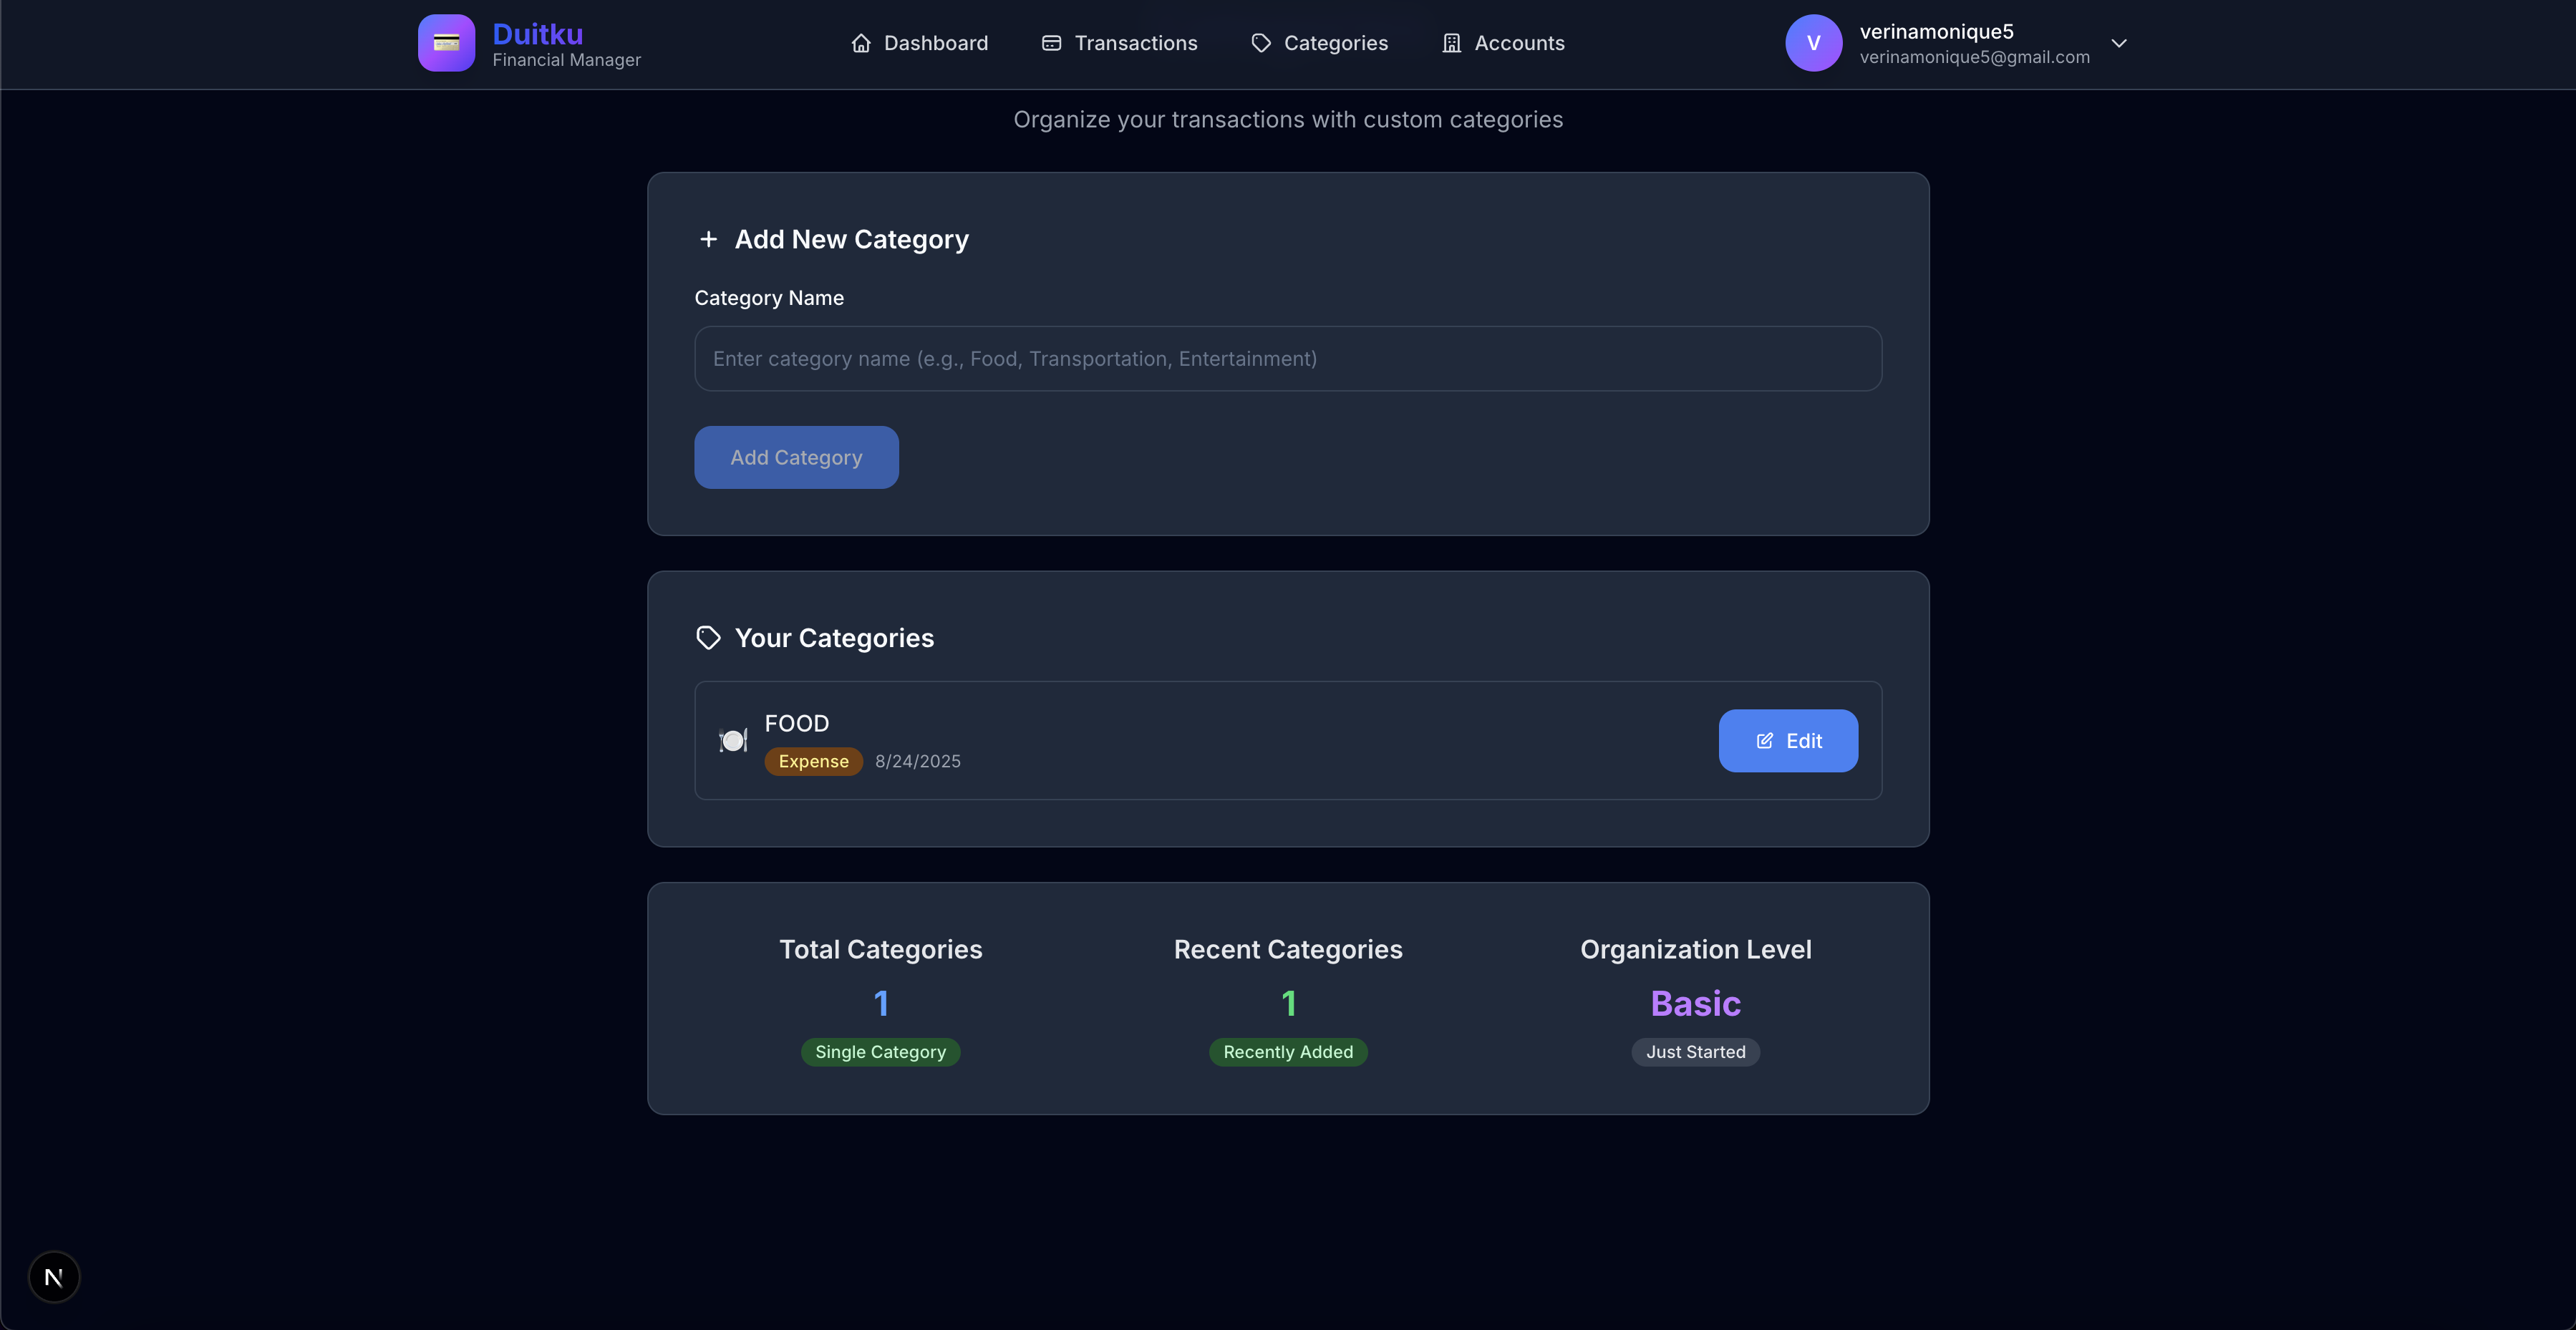 Duitku
Financial Manager
Dashboard
Transactions
Categories
Accounts
V
verinamonique5
verinamonique5@gmail.com
Organize your transactions with custom categories
+ Add New Category
Category Name
Enter category name (e.g., Food, Transportation, Entertainment)
Add Category
Your Categories
FOOD
Expense 8/24/2025
Edit
Total Categories
1
Single Category
Recent Categories
1
Recently Added
Organization Level
Basic
Just Started
N